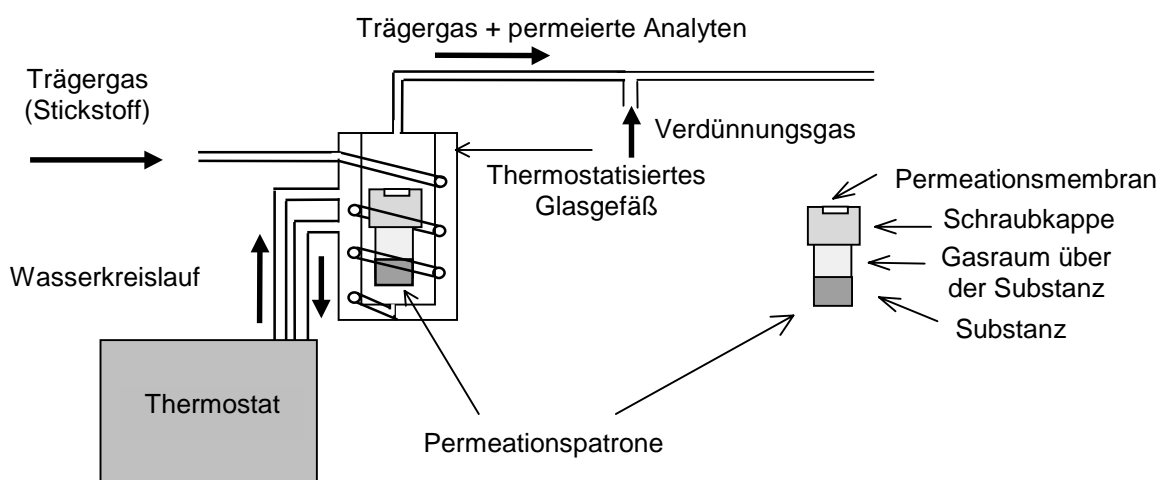 Trägergas + permeierte Analyten
Trägergas
(Stickstoff)
Verdünnungsgas
Thermostatisiertes
Glasgefäß
Permeationsmembran
Schraubkappe
Gasraum über
der Substanz
Substanz
Wasserkreislauf
Thermostat
Permeationspatrone